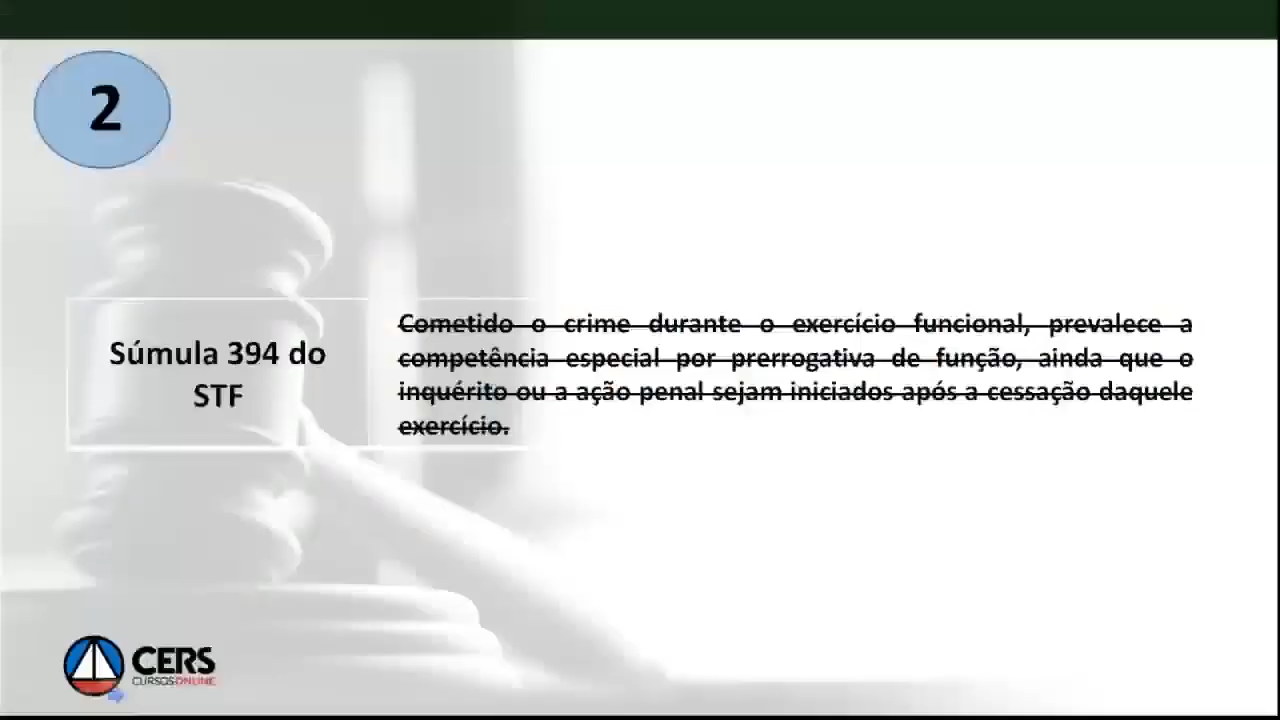 2
Súmula 394 do
STF
Cometido o crime durante o exercício funcional, prevalece a
competência especial por prerrogativa de função, ainda que o
inquérito ou a ação penal sejam iniciados após a cessação daquele
exercício.
CERS
CURSOS ONLINE